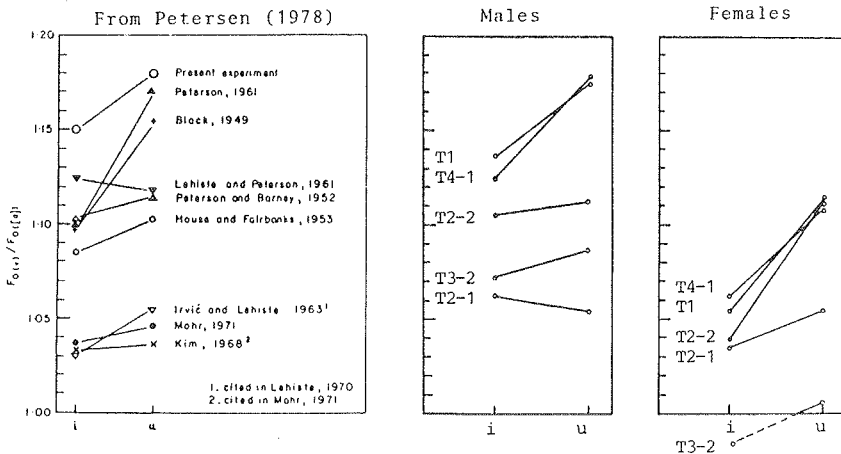 From Petersen (1978)
Males
Females
1·20
1·15
1·10
1·05
1·00
Present experiment
Peterson, 1961
Black, 1949
Lehiste and Peterson, 1961
Peterson and Barney, 1952
House and Fairbanks, 1953
Irvić and Lehiste 1963¹
Mohr, 1971
Kim, 1968²
1. cited in Lehiste, 1970
2. cited in Mohr, 1971
i
u
T1
T4-1
T2-2
T3-2
T2-1
i
u
T4-1
T1
T2-2
T2-1
i
u
T3-2